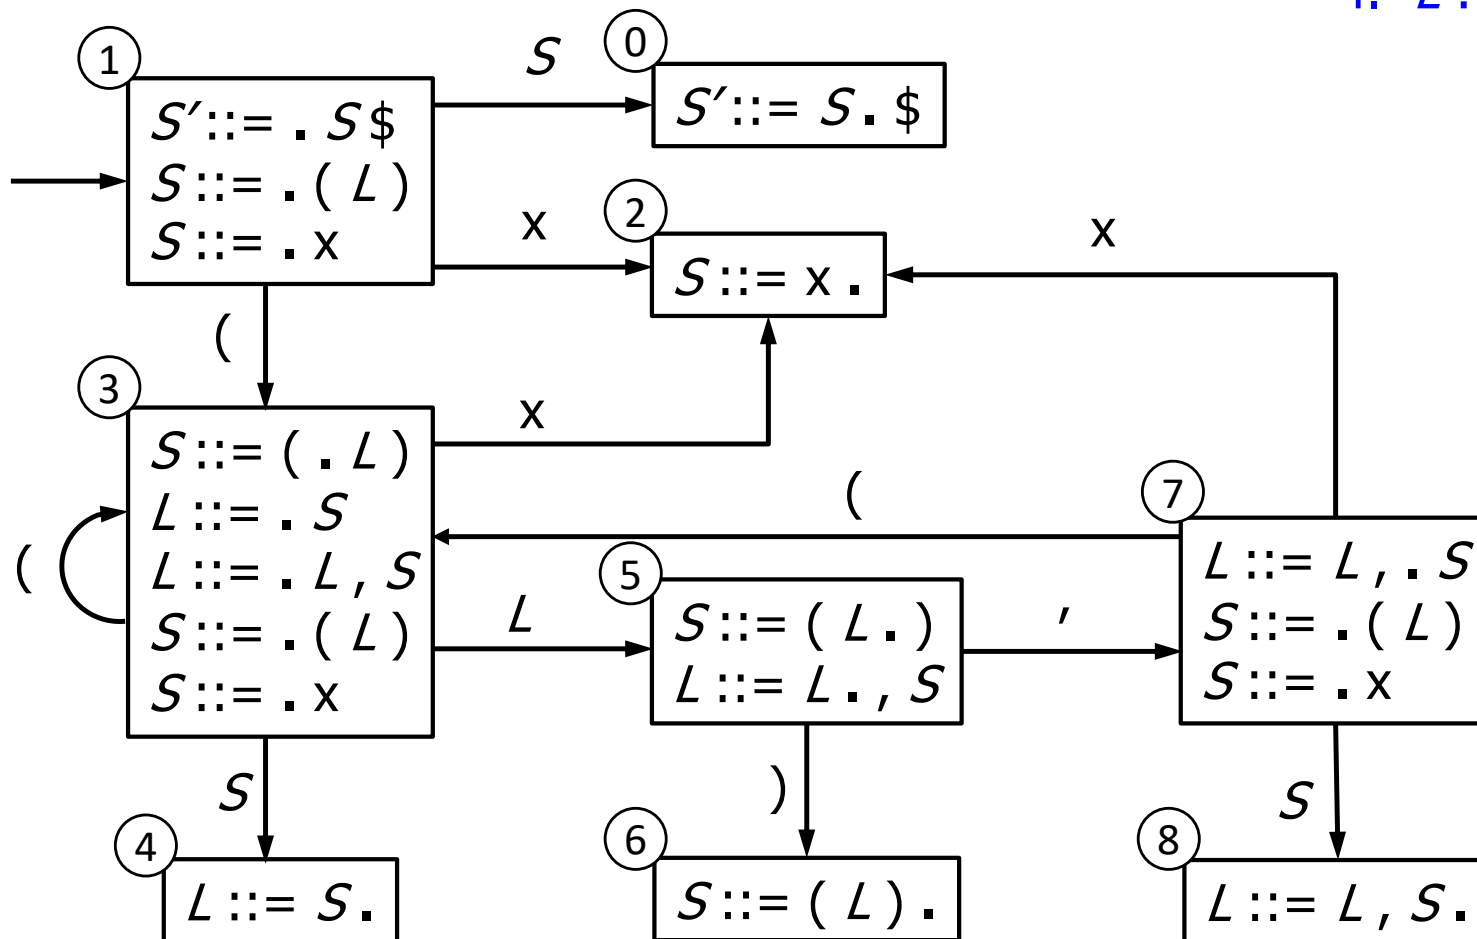 1
S
0
S′::= . S $
S ::= . ( L )
S ::= . x
S′::= S . $
x
2
S ::= x .
x
(
3
S ::= ( . L )
L ::= . S
L ::= . L , S
S ::= . ( L )
S ::= . x
x
(
(
L
5
S ::= ( L . )
L ::= L . , S
,
7
L ::= L , . S
S ::= . ( L )
S ::= . x
S
)
S
4
L ::= S .
6
S ::= ( L ) .
8
L ::= L , S .